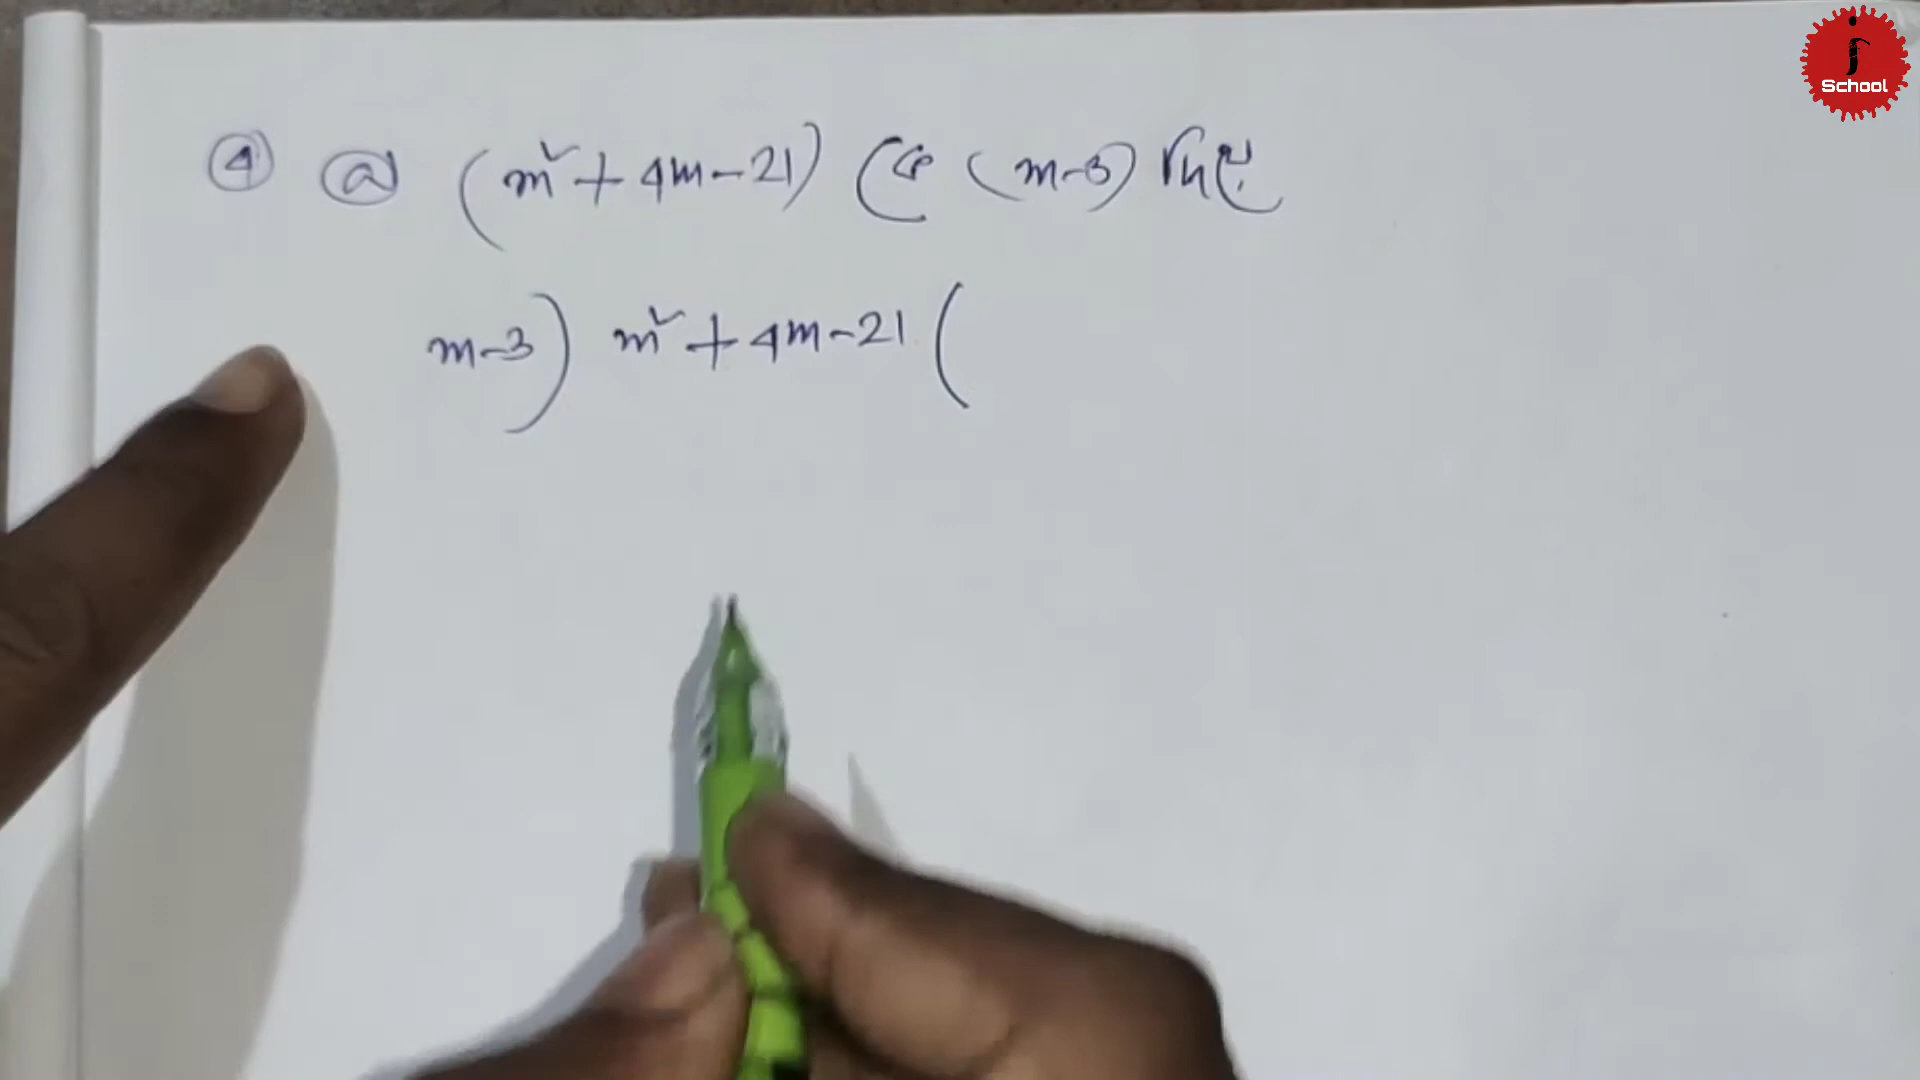 ④ ⓐ (m² + 4m - 21) কে (m-3) দিয়ে
m-3) m² + 4m - 21 (
j
School